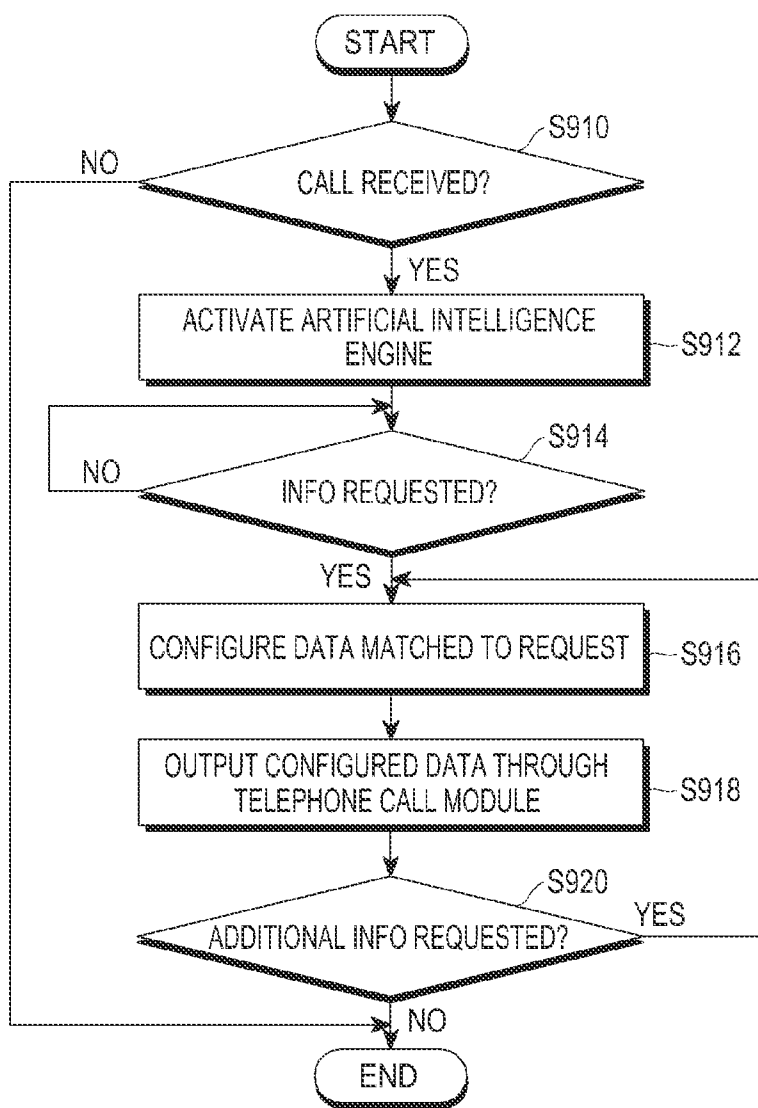 START
S910
NO
CALL RECEIVED?
YES
ACTIVATE ARTIFICIAL INTELLIGENCE
ENGINE
S912
S914
NO
INFO REQUESTED?
YES
CONFIGURE DATA MATCHED TO REQUEST
S916
OUTPUT CONFIGURED DATA THROUGH
TELEPHONE CALL MODULE
S918
S920
YES
ADDITIONAL INFO REQUESTED?
NO
END